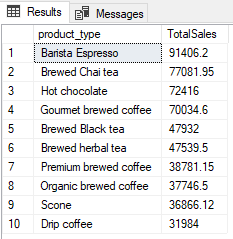 Results Messages
product_type TotalSales
1 Barista Espresso 91406.2
2 Brewed Chai tea 77081.95
3 Hot chocolate 72416
4 Gourmet brewed coffee 70034.6
5 Brewed Black tea 47932
6 Brewed herbal tea 47539.5
7 Premium brewed coffee 38781.15
8 Organic brewed coffee 37746.5
9 Scone 36866.12
10 Drip coffee 31984